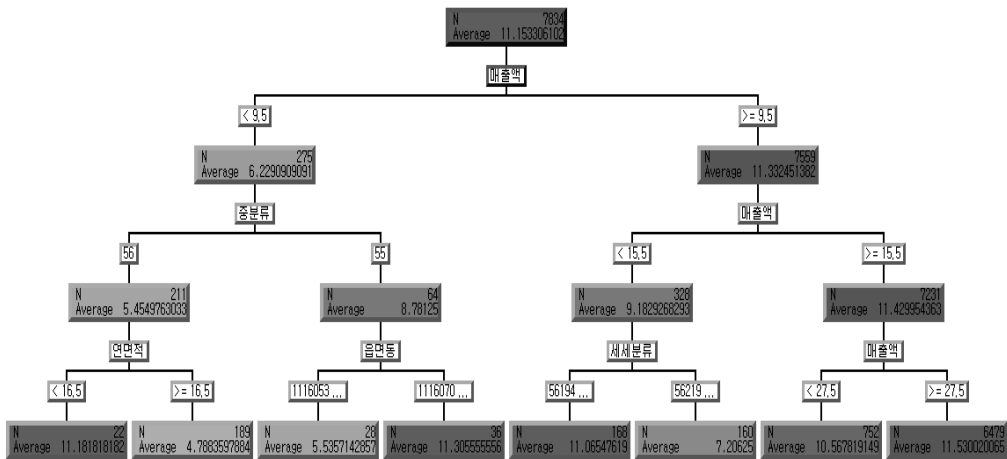 N 7834
Average 11.153306102
매출액
< 9,5
>= 9,5
N 275
Average 6.2290909091
N 7559
Average 11.332451382
중분류
매출액
56
55
< 15,5
>= 15,5
N 211
Average 5.4549763033
N 64
Average 8.78125
N 328
Average 9.1829268293
N 7231
Average 11.429954363
연면적
읍면동
세세분류
매출액
< 16,5
>= 16,5
1116053 ...
1116070 ...
56194 ...
56219 ...
< 27,5
>= 27,5
N 22
Average 11.181818182
N 189
Average 4.7883597884
N 28
Average 5.5357142857
N 36
Average 11.305555556
N 168
Average 11.06547619
N 160
Average 7.20625
N 752
Average 10.567819149
N 6479
Average 11.530020065